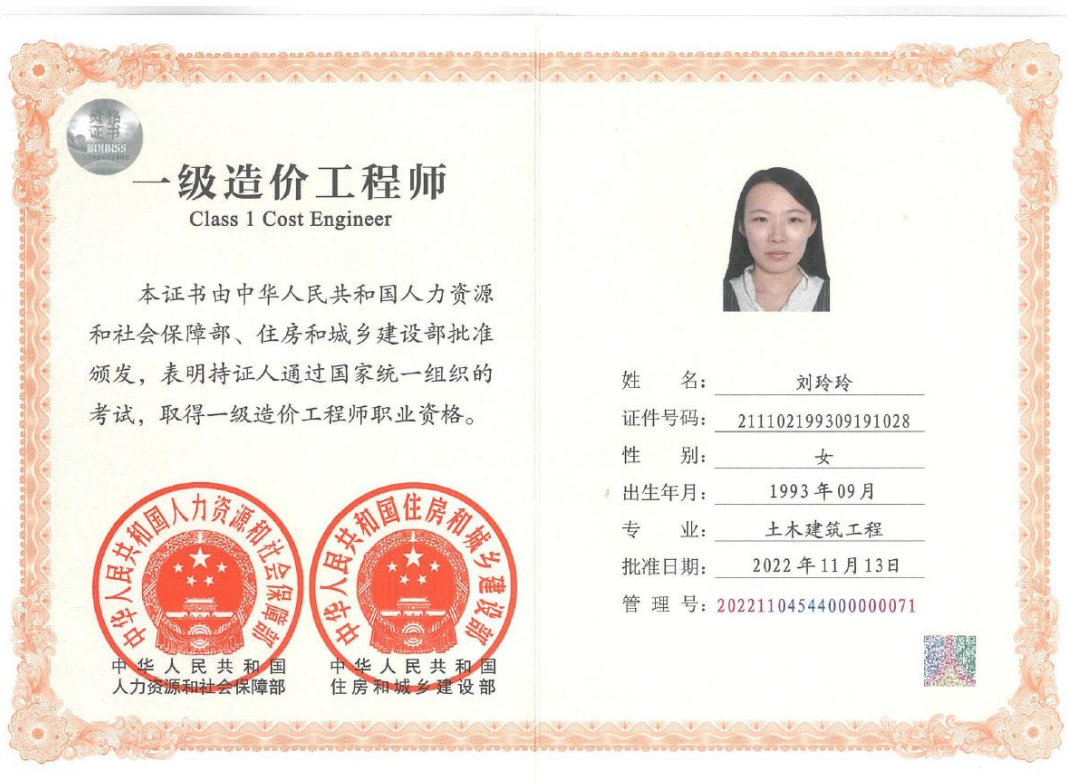 资格
证书
一级造价工程师
Class 1 Cost Engineer
本证书由中华人民共和国人力资源
和社会保障部、住房和城乡建设部批准
颁发，表明持证人通过国家统一组织的
考试，取得一级造价工程师职业资格。
中华人民共和国人力资源和社会保障部
中华人民共和国住房和城乡建设部
中华人民共和国
人力资源和社会保障部
中华人民共和国
住房和城乡建设部
姓 名：刘玲玲
证件号码：211102199309191028
性 别：女
出生年月：1993年09月
专 业：土木建筑工程
批准日期：2022年11月13日
管 理 号：20221104544000000071